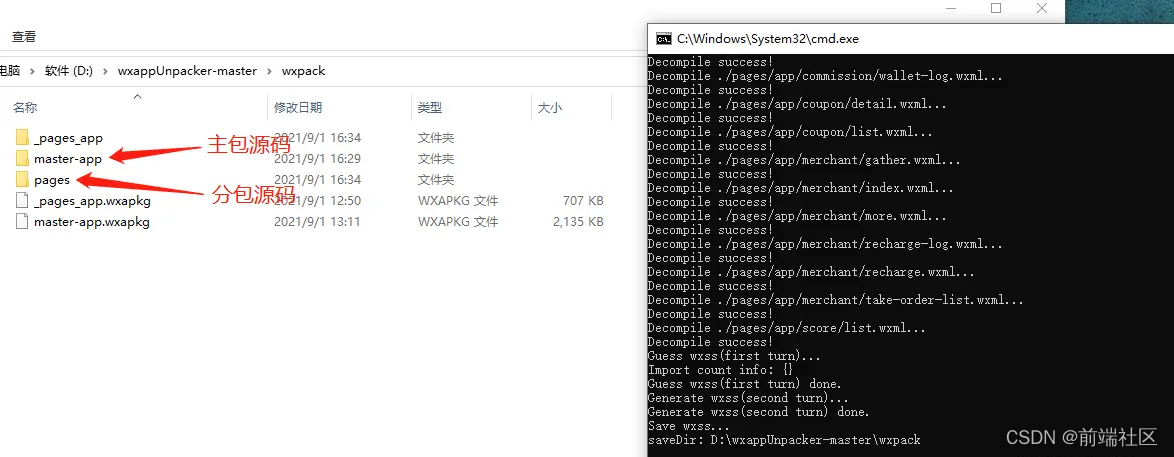 查看
电脑 › 软件 (D:) › wxappUnpacker-master › wxpack
名称 修改日期 类型 大小
_pages_app 2021/9/1 16:34 文件夹
主包源码
master-app 2021/9/1 16:29 文件夹
pages 2021/9/1 16:34 文件夹
分包源码
_pages_app.wxapkg 2021/9/1 12:50 WXAPKG 文件 707 KB
master-app.wxapkg 2021/9/1 13:11 WXAPKG 文件 2,135 KB
C:\Windows\System32\cmd.exe
Decompile success!
Decompile ./pages/app/commission/wallet-log.wxml...
Decompile success!
Decompile ./pages/app/coupon/detail.wxml...
Decompile success!
Decompile ./pages/app/coupon/list.wxml...
Decompile success!
Decompile ./pages/app/merchant/gather.wxml...
Decompile success!
Decompile ./pages/app/merchant/index.wxml...
Decompile success!
Decompile ./pages/app/merchant/more.wxml...
Decompile success!
Decompile ./pages/app/merchant/recharge-log.wxml...
Decompile success!
Decompile ./pages/app/merchant/recharge.wxml...
Decompile success!
Decompile ./pages/app/merchant/take-order-list.wxml...
Decompile success!
Decompile ./pages/app/score/list.wxml...
Decompile success!
Guess wxss(first turn)...
Import count info: {}
Guess wxss(first turn) done.
Generate wxss(second turn)...
Generate wxss(second turn) done.
Save wxss...
saveDir: D:\wxappUnpacker-master\wxpack
CSDN @前端社区